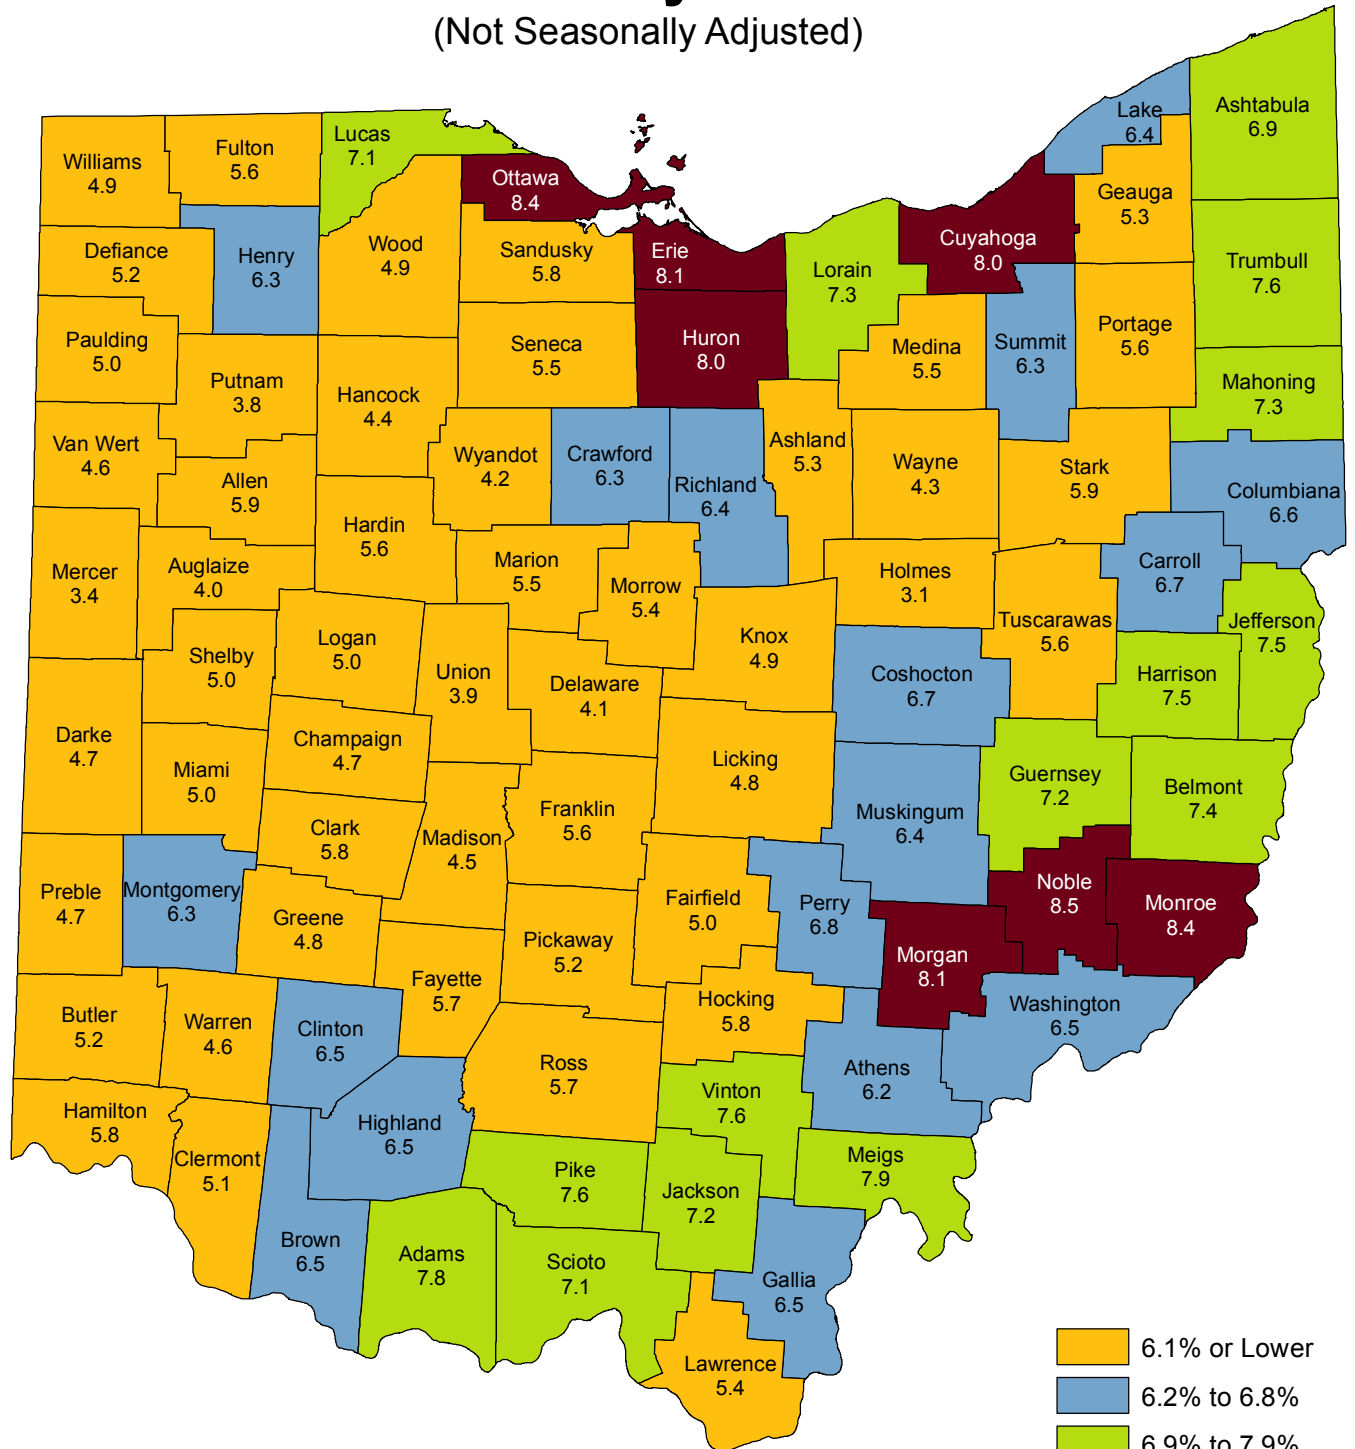 (Not Seasonally Adjusted)
Williams
4.9
Fulton
5.6
Lucas
7.1
Ottawa
8.4
Lake
6.4
Ashtabula
6.9
Geauga
5.3
Defiance
5.2
Henry
6.3
Wood
4.9
Sandusky
5.8
Erie
8.1
Lorain
7.3
Cuyahoga
8.0
Trumbull
7.6
Paulding
5.0
Putnam
3.8
Hancock
4.4
Seneca
5.5
Huron
8.0
Medina
5.5
Summit
6.3
Portage
5.6
Mahoning
7.3
Van Wert
4.6
Allen
5.9
Wyandot
4.2
Crawford
6.3
Richland
6.4
Ashland
5.3
Wayne
4.3
Stark
5.9
Columbiana
6.6
Mercer
3.4
Auglaize
4.0
Hardin
5.6
Marion
5.5
Morrow
5.4
Holmes
3.1
Tuscarawas
5.6
Carroll
6.7
Jefferson
7.5
Shelby
5.0
Logan
5.0
Union
3.9
Delaware
4.1
Knox
4.9
Coshocton
6.7
Harrison
7.5
Darke
4.7
Miami
5.0
Champaign
4.7
Licking
4.8
Guernsey
7.2
Belmont
7.4
Clark
5.8
Madison
4.5
Franklin
5.6
Muskingum
6.4
Preble
4.7
Montgomery
6.3
Greene
4.8
Pickaway
5.2
Fairfield
5.0
Perry
6.8
Noble
8.5
Monroe
8.4
Fayette
5.7
Hocking
5.8
Morgan
8.1
Washington
6.5
Butler
5.2
Warren
4.6
Clinton
6.5
Ross
5.7
Vinton
7.6
Athens
6.2
Hamilton
5.8
Clermont
5.1
Highland
6.5
Pike
7.6
Jackson
7.2
Meigs
7.9
Brown
6.5
Adams
7.8
Scioto
7.1
Gallia
6.5
Lawrence
5.4
6.1% or Lower
6.2% to 6.8%
6.9% to 7.9%